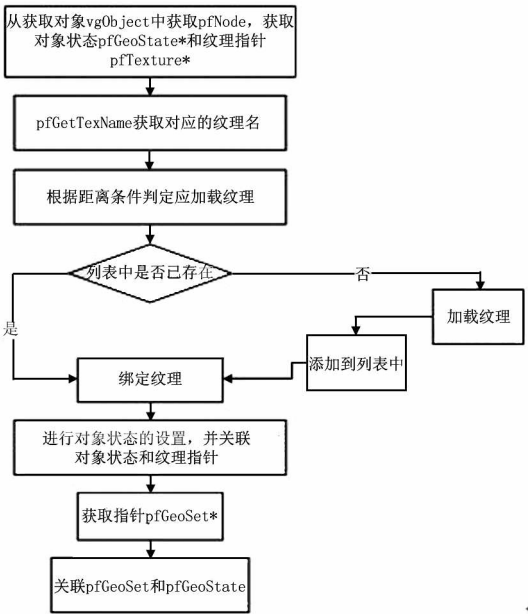 从获取对象vgObject中获取pfNode，获取
对象状态pfGeoState*和纹理指针
pfTexture*
pfGetTexName获取对应的纹理名
根据距离条件判定应加载纹理
列表中是否已存在
否
是
加载纹理
添加到列表中
绑定纹理
进行对象状态的设置，并关联
对象状态和纹理指针
获取指针pfGeoSet*
关联pfGeoSet和pfGeoState